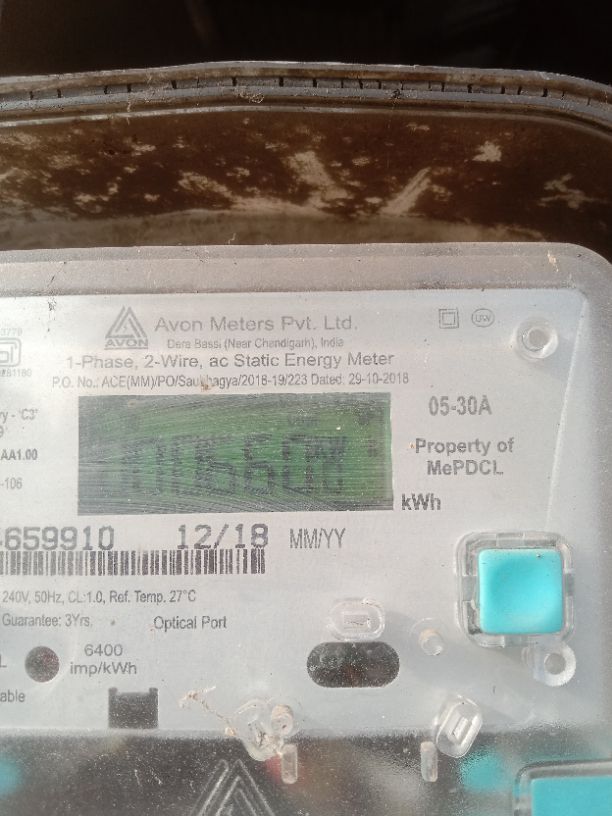 Avon Meters Pvt. Ltd.
AVON
Dera Bassi (Near Chandigarh), India
1-Phase, 2-Wire, ac Static Energy Meter
P.O. No.: ACE(MM)/PO/Saubhagya/2018-19/223 Dated: 29-10-2018
UW
05-30A
Property of
MePDCL
kWh
659910 12/18 MM/YY
240V, 50Hz, CL:1.0, Ref. Temp. 27°C
Guarantee: 3Yrs.
Optical Port
6400
imp/kWh
AA1.00
-106
AVON